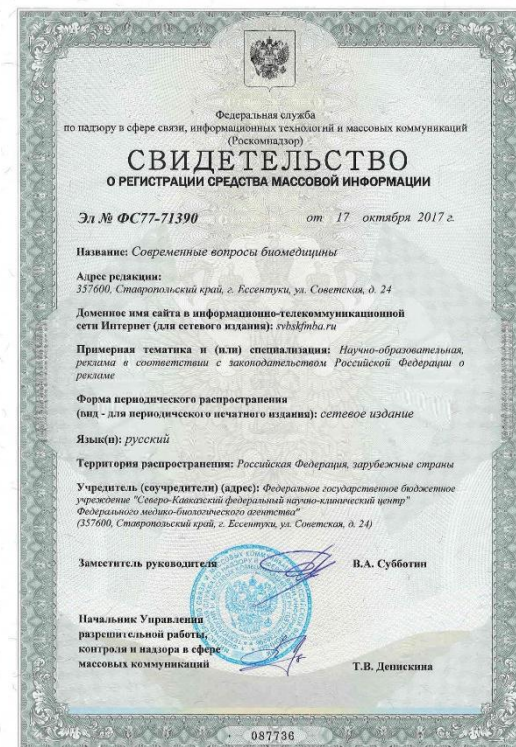 Федеральная служба
по надзору в сфере связи, информационных технологий и массовых коммуникаций
(Роскомнадзор)
СВИДЕТЕЛЬСТВО
О РЕГИСТРАЦИИ СРЕДСТВА МАССОВОЙ ИНФОРМАЦИИ
Эл № ФС77-71390 от 17 октября 2017 г.
Название: Современные вопросы биомедицины
Адрес редакции:
357600, Ставропольский край, г. Ессентуки, ул. Советская, д. 24
Доменное имя сайта в информационно-телекоммуникационной
сети Интернет (для сетевого издания): svbskfmba.ru
Примерная тематика и (или) специализация: Научно-образовательная,
реклама в соответствии с законодательством Российской Федерации о
рекламе
Форма периодического распространения
(вид - для периодического печатного издания): сетевое издание
Язык(и): русский
Территория распространения: Российская Федерация, зарубежные страны
Учредитель (соучредители) (адрес): Федеральное государственное бюджетное
учреждение "Северо-Кавказский федеральный научно-клинический центр"
Федерального медико-биологического агентства"
(357600, Ставропольский край, г. Ессентуки, ул. Советская, д. 24)
Заместитель руководителя В.А. Субботин
Начальник Управления
разрешительной работы,
контроля и надзора в сфере
массовых коммуникаций Т.В. Денискина
087736